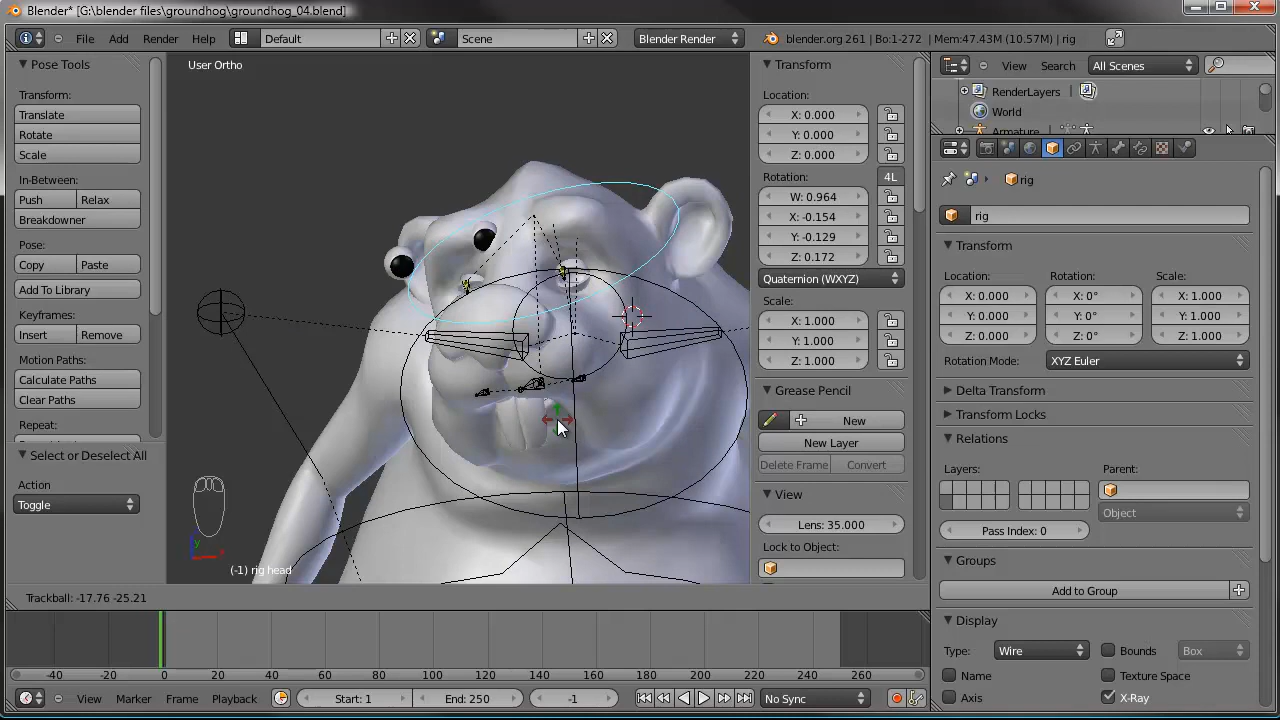 Blender* [G:\blender files\groundhog\groundhog_04.blend]
File Add Render Help Default Scene Blender Render blender.org 261 | Bo:1-272 | Mem:47.43M (10.57M) | rig
Pose Tools
Transform:
Translate
Rotate
Scale
In-Between:
Push Relax
Breakdowner
Pose:
Copy Paste
Add To Library
Keyframes:
Insert Remove
Motion Paths:
Calculate Paths
Clear Paths
Repeat:
Select or Deselect All
Action
Toggle
User Ortho
y
x
(-1) rig head
Transform
Location:
X: 0.000
Y: 0.000
Z: 0.000
Rotation: 4L
W: 0.964
X: -0.154
Y: -0.129
Z: 0.172
Quaternion (WXYZ)
Scale:
X: 1.000
Y: 1.000
Z: 1.000
Grease Pencil
New
New Layer
Delete Frame Convert
View
Lens: 35.000
Lock to Object:
View Search All Scenes
RenderLayers |
World
Armature
rig
rig
Transform
Location: Rotation: Scale:
X: 0.000 X: 0° X: 1.000
Y: 0.000 Y: 0° Y: 1.000
Z: 0.000 Z: 0° Z: 1.000
Rotation Mode: XYZ Euler
Delta Transform
Transform Locks
Relations
Layers: Parent:
Object
Pass Index: 0
Groups
Add to Group
Display
Type: Wire Bounds Box
Name Texture Space
Axis X-Ray
Trackball: -17.76 -25.21
-40 -20 0 20 40 60 80 100 120 140 160 180 200 220 240 260
View Marker Frame Playback Start: 1 End: 250 -1 No Sync